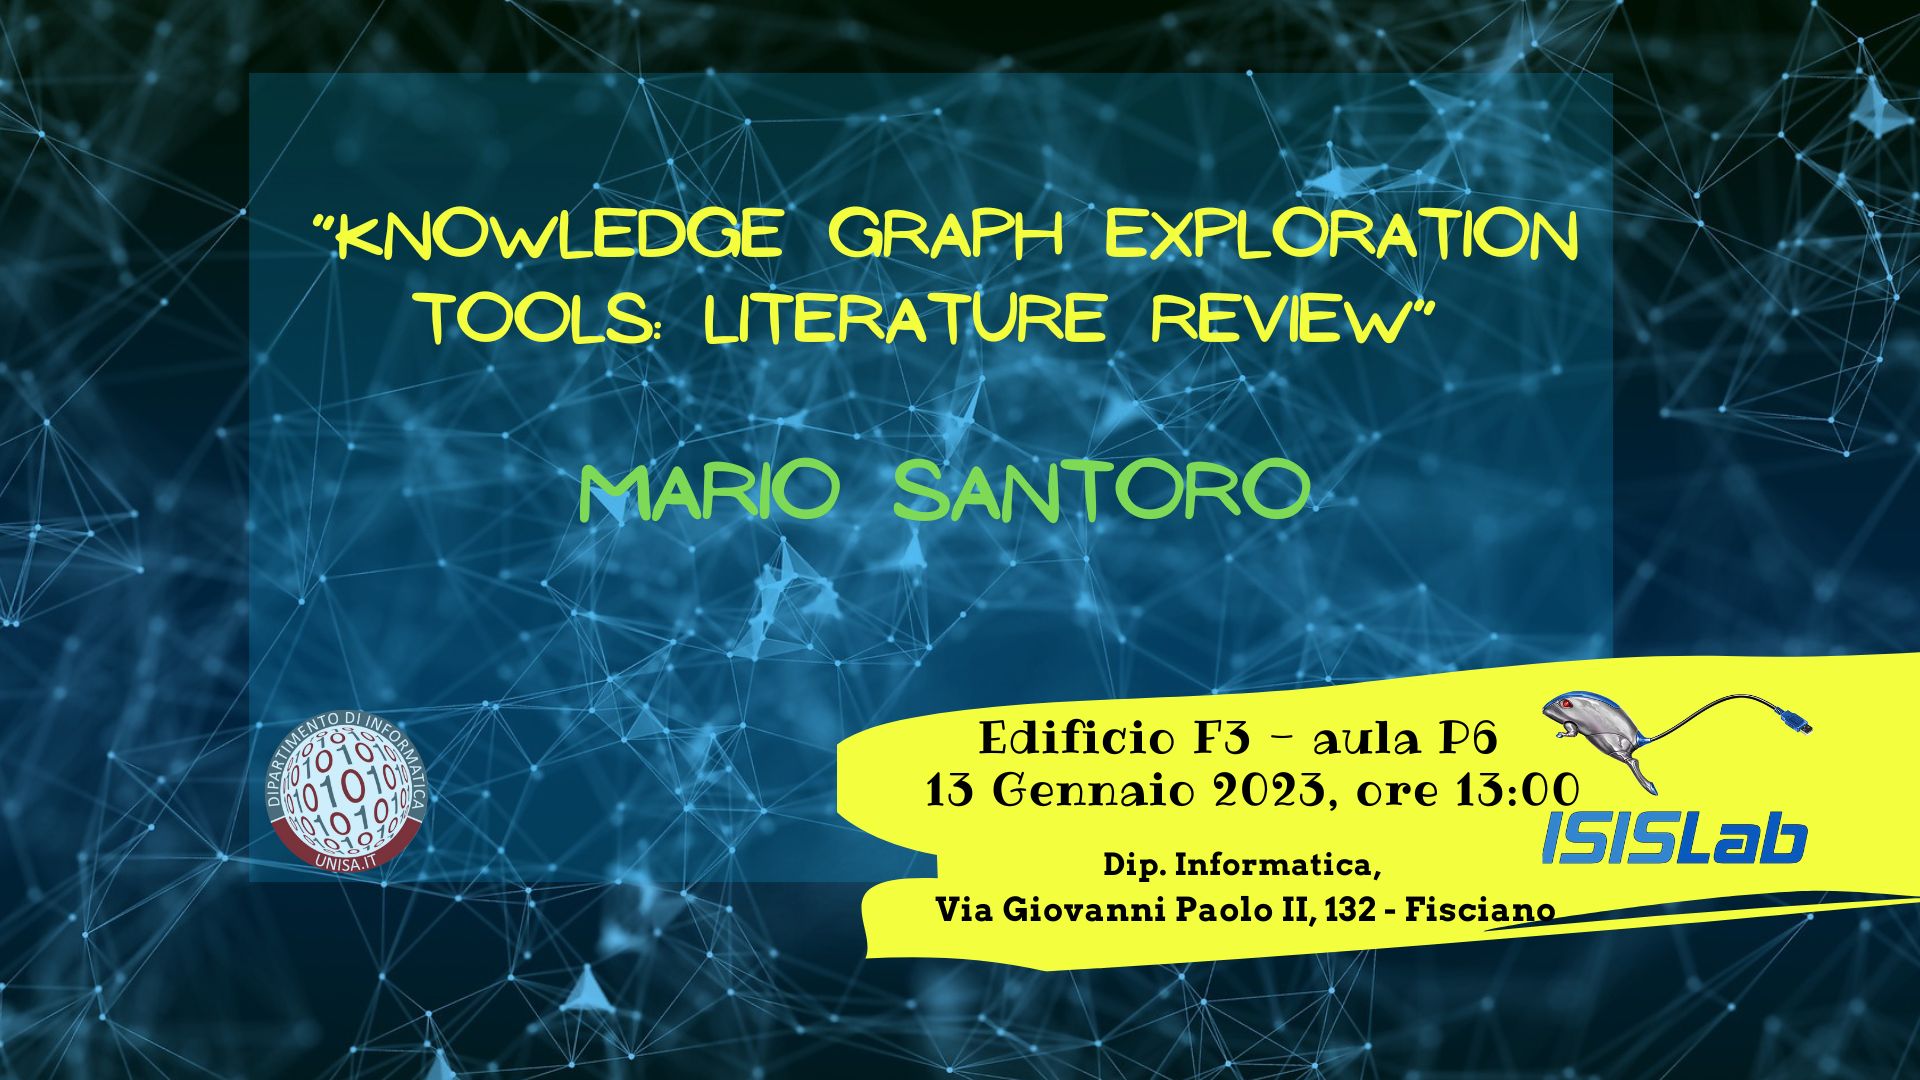 "KNOWLEDGE GRAPH EXPLORATION
TOOLS: LITERATURE REVIEW"
MARIO SANTORO
DIPARTIMENTO DI INFORMATICA
UNISA.IT
Edificio F3 - aula P6
13 Gennaio 2023, ore 13:00
ISISLab
Dip. Informatica,
Via Giovanni Paolo II, 132 - Fisciano